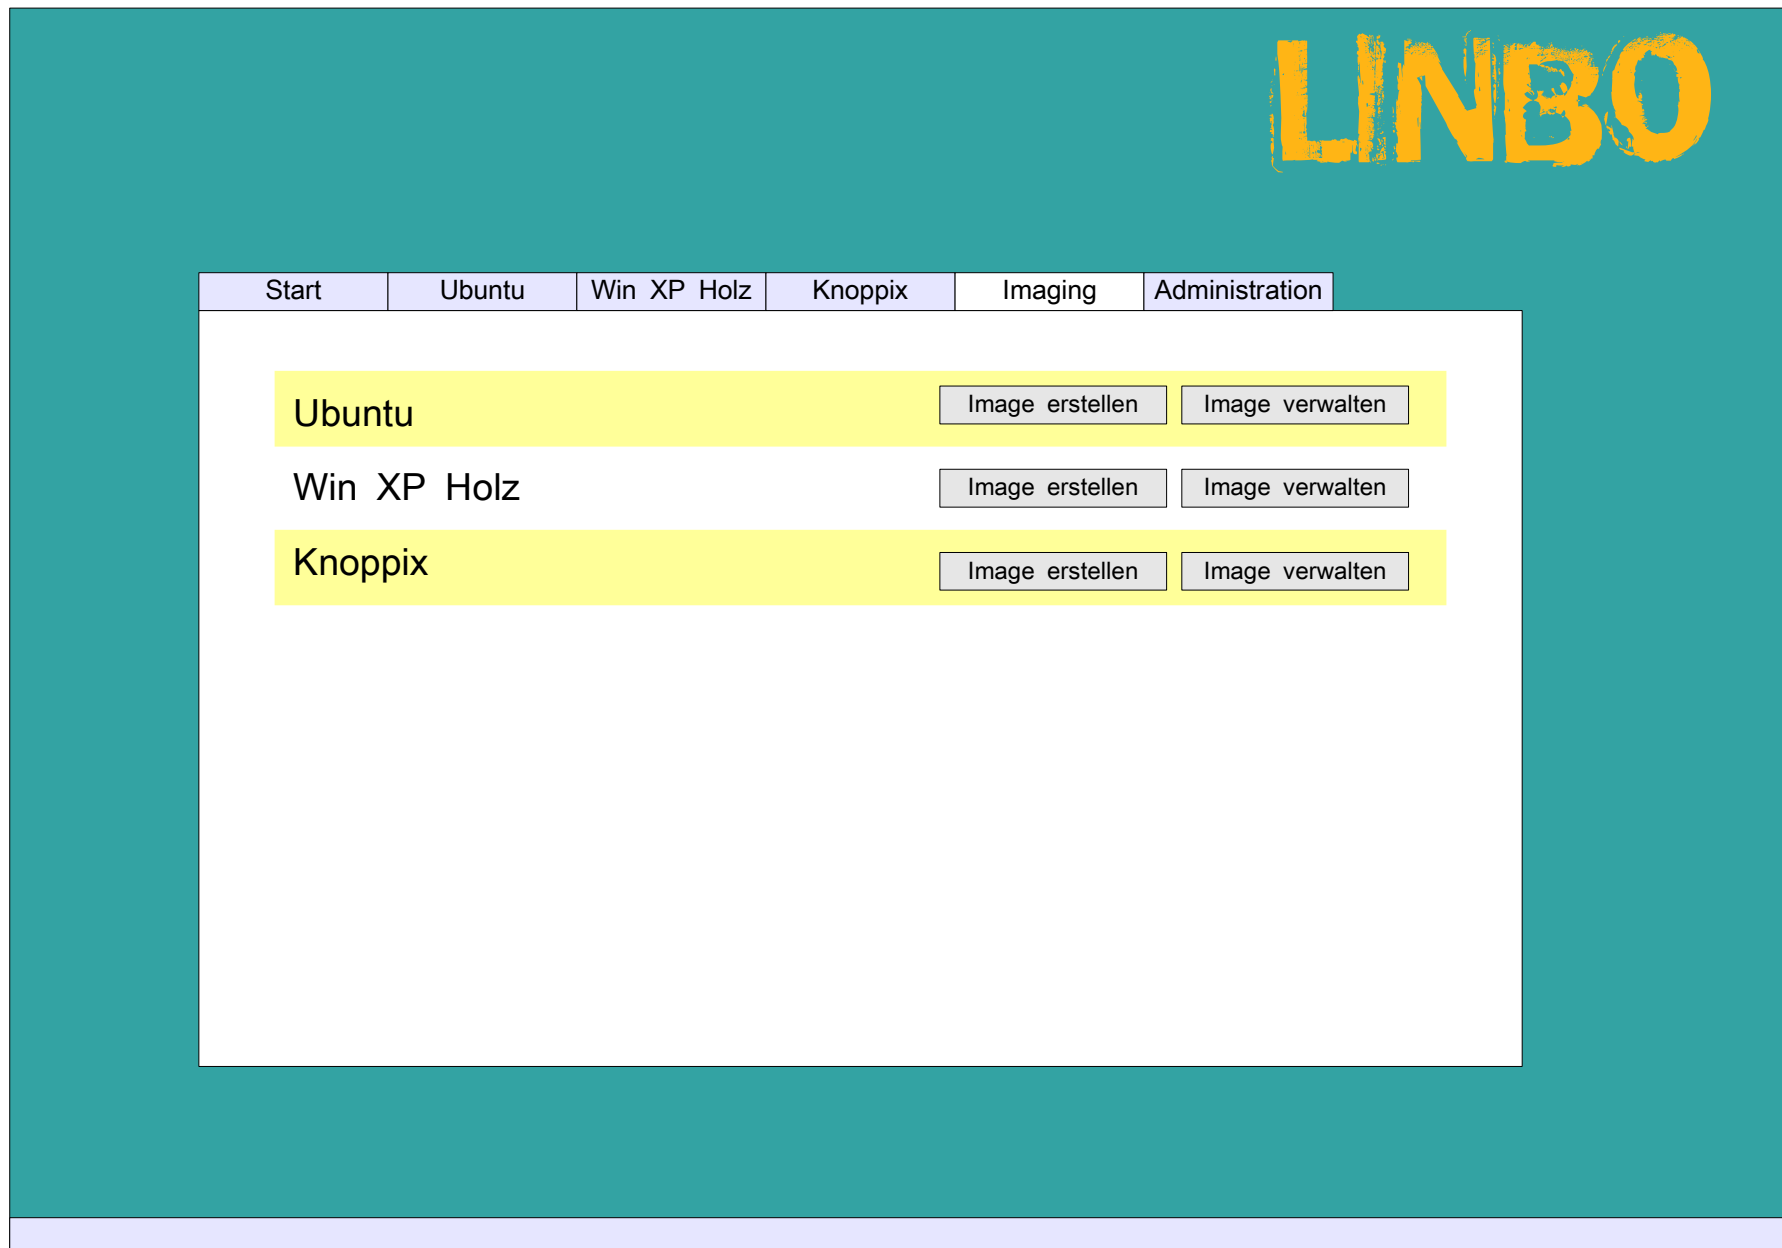 LINBO
Start Ubuntu Win XP Holz Knoppix Imaging Administration
Ubuntu Image erstellen Image verwalten
Win XP Holz Image erstellen Image verwalten
Knoppix Image erstellen Image verwalten